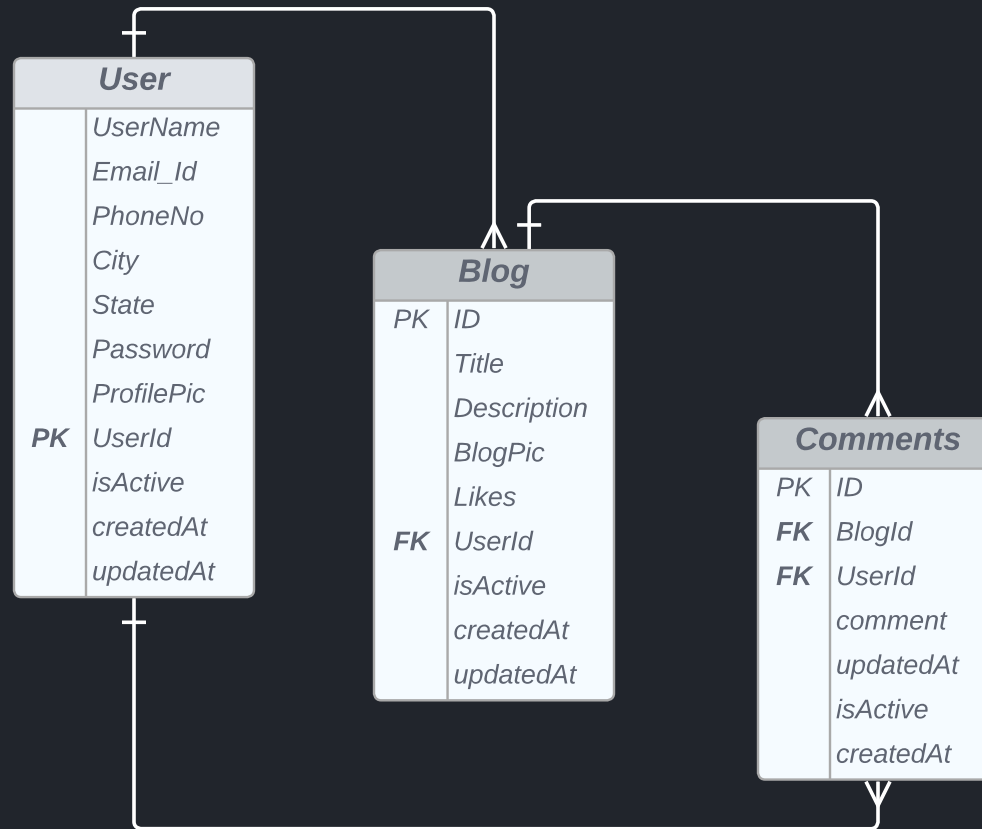 User
UserName
Email_Id
PhoneNo
City
State
Password
ProfilePic
PK UserId
isActive
createdAt
updatedAt
Blog
PK ID
Title
Description
BlogPic
Likes
FK UserId
isActive
createdAt
updatedAt
Comments
PK ID
FK BlogId
FK UserId
comment
updatedAt
isActive
createdAt